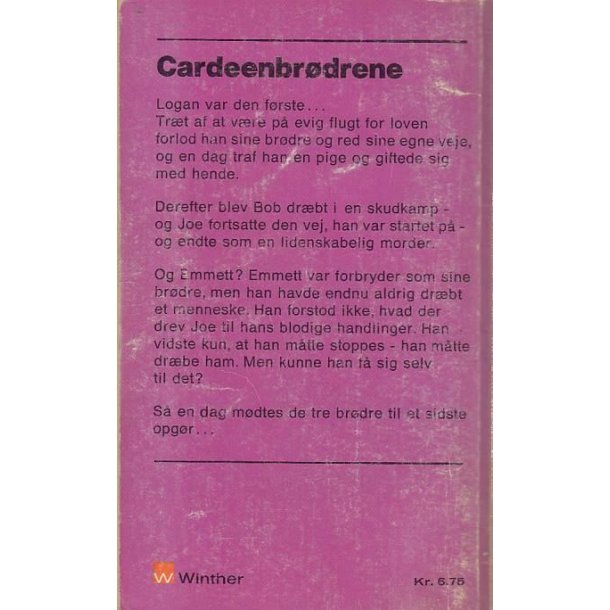 Cardeenbrødrene
Logan var den første...
Træt af at være på evig flugt for loven
forlod han sine brødre og red sine egne veje,
og en dag traf han en pige og giftede sig
med hende.
Derefter blev Bob dræbt i en skudkamp -
og Joe fortsatte den vej, han var startet på -
og endte som en lidenskabelig morder.
Og Emmett? Emmett var forbryder som sine
brødre, men han havde endnu aldrig dræbt
et menneske. Han forstod ikke, hvad der
drev Joe til hans blodige handlinger. Han
vidste kun, at han måtte stoppes - han måtte
dræbe ham. Men kunne han få sig selv
til det?
Så en dag mødtes de tre brødre til et sidste
opgør...
W Winther
Kr. 5.75